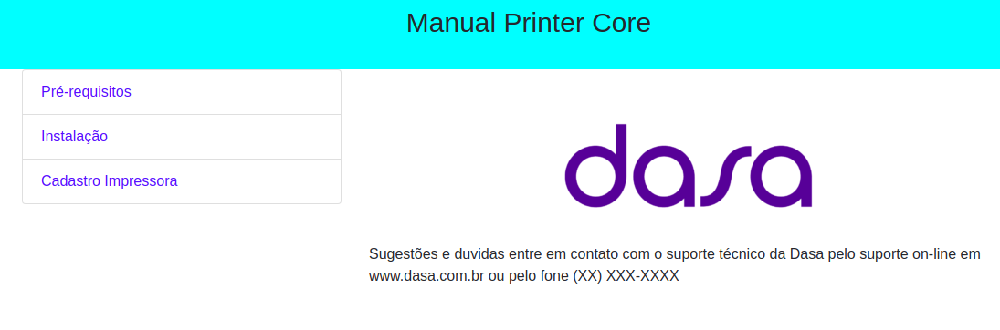 Manual Printer Core
Pré-requisitos
Instalação
Cadastro Impressora
dasa
Sugestões e duvidas entre em contato com o suporte técnico da Dasa pelo suporte on-line em
www.dasa.com.br ou pelo fone (XX) XXX-XXXX